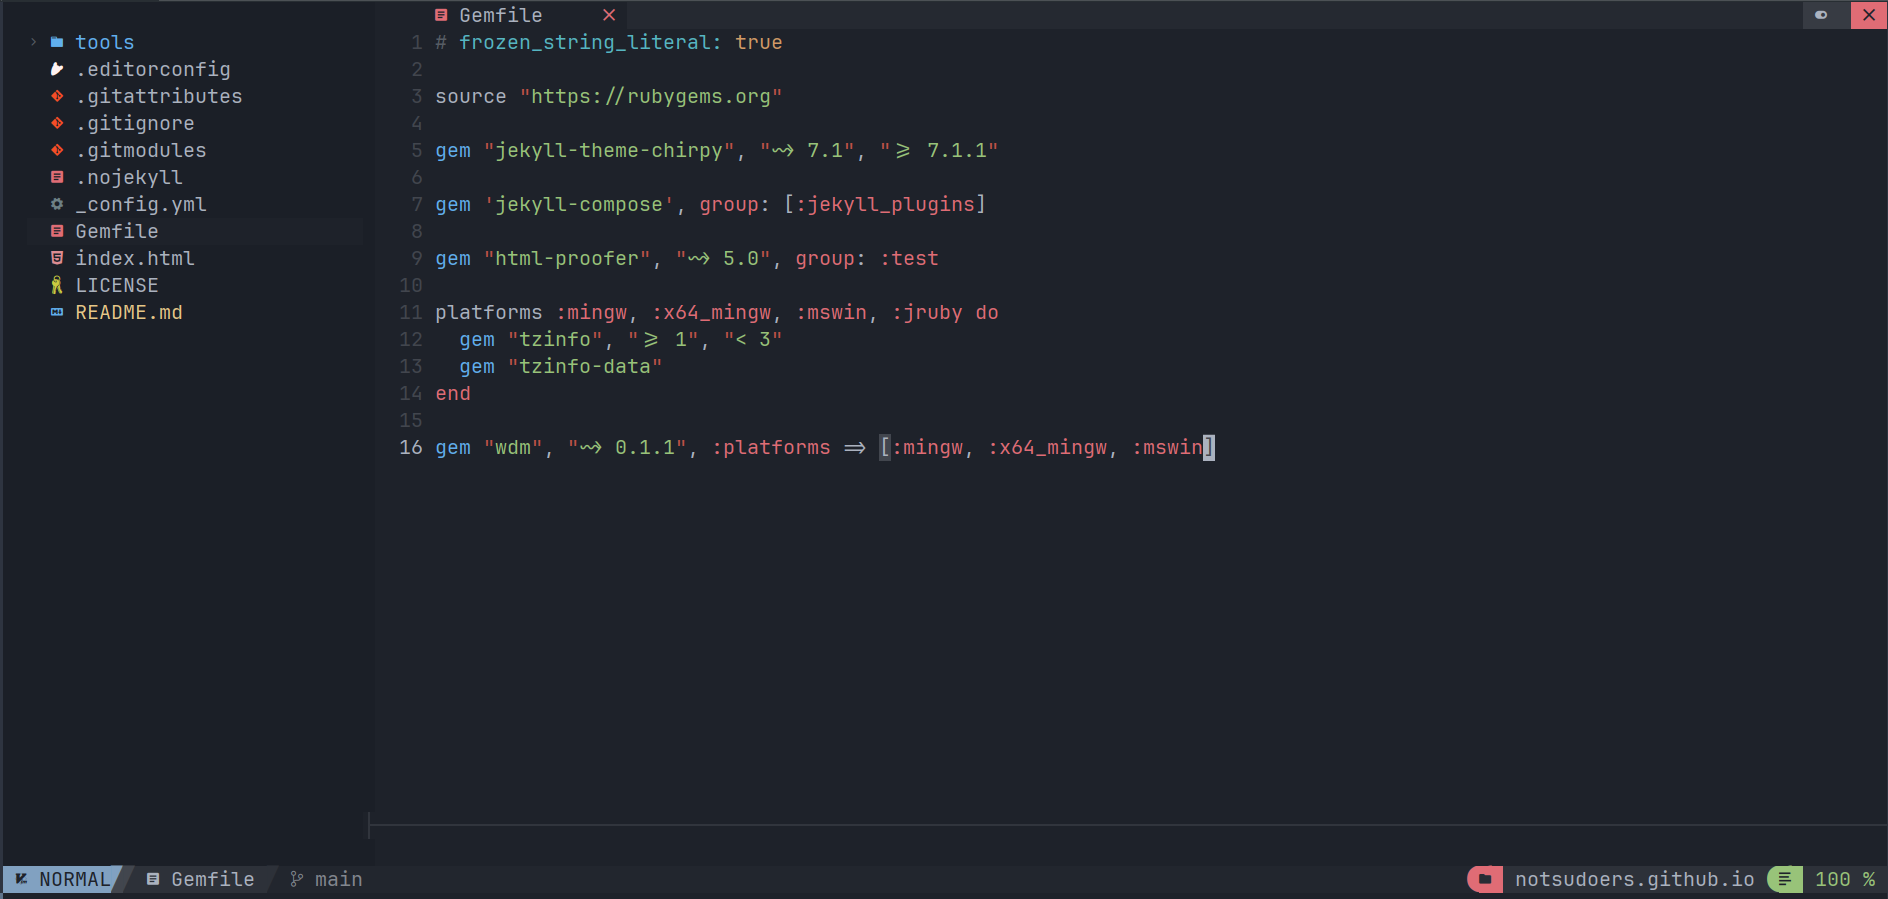 Gemfile
tools
.editorconfig
.gitattributes
.gitignore
.gitmodules
.nojekyll
_config.yml
Gemfile
index.html
LICENSE
README.md
1 # frozen_string_literal: true
2
3 source "https://rubygems.org"
4
5 gem "jekyll-theme-chirpy", "~> 7.1", ">= 7.1.1"
6
7 gem 'jekyll-compose', group: [:jekyll_plugins]
8
9 gem "html-proofer", "~> 5.0", group: :test
10
11 platforms :mingw, :x64_mingw, :mswin, :jruby do
12   gem "tzinfo", ">= 1", "< 3"
13   gem "tzinfo-data"
14 end
15
16 gem "wdm", "~> 0.1.1", :platforms => [:mingw, :x64_mingw, :mswin]
NORMAL Gemfile main notsudoers.github.io 100 %